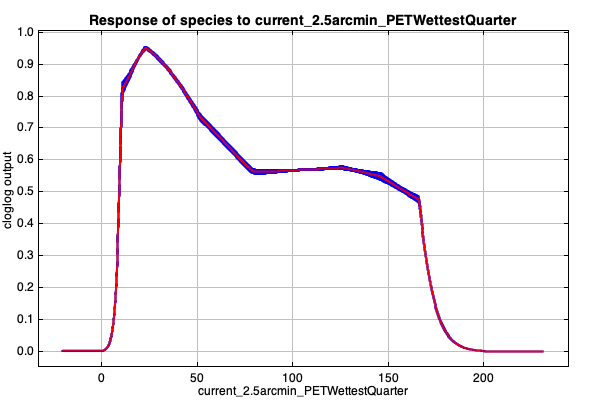 Response of species to current_2.5arcmin_PETWettestQuarter
1.0
0.9
0.8
0.7
0.6
0.5
0.4
0.3
0.2
0.1
0.0
cloglog output
0 50 100 150 200
current_2.5arcmin_PETWettestQuarter